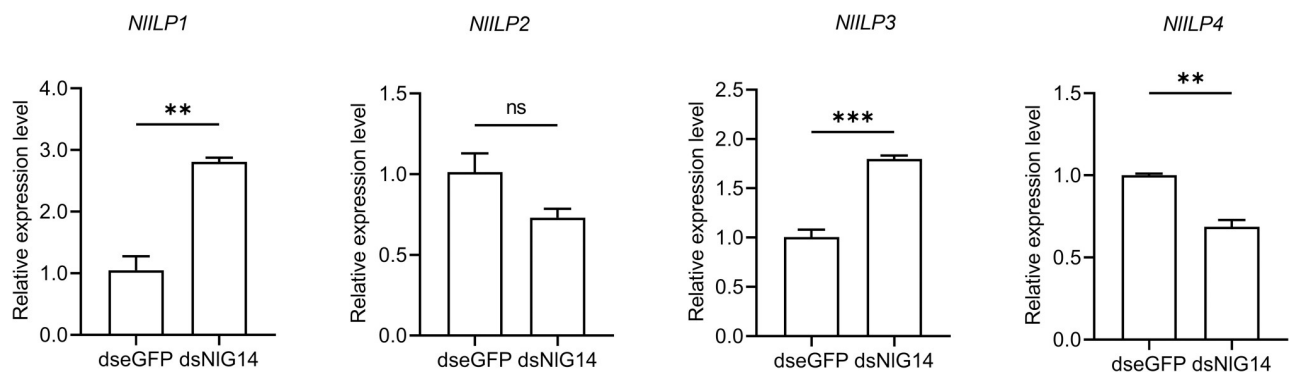 NlILP1
Relative expression level
4.0
3.0
2.0
1.0
0.0
**
dseGFP dsNlG14
NlILP2
Relative expression level
1.5
1.0
0.5
0.0
ns
dseGFP dsNlG14
NlILP3
Relative expression level
2.5
2.0
1.5
1.0
0.5
0.0
***
dseGFP dsNlG14
NlILP4
Relative expression level
1.5
1.0
0.5
0.0
**
dseGFP dsNlG14